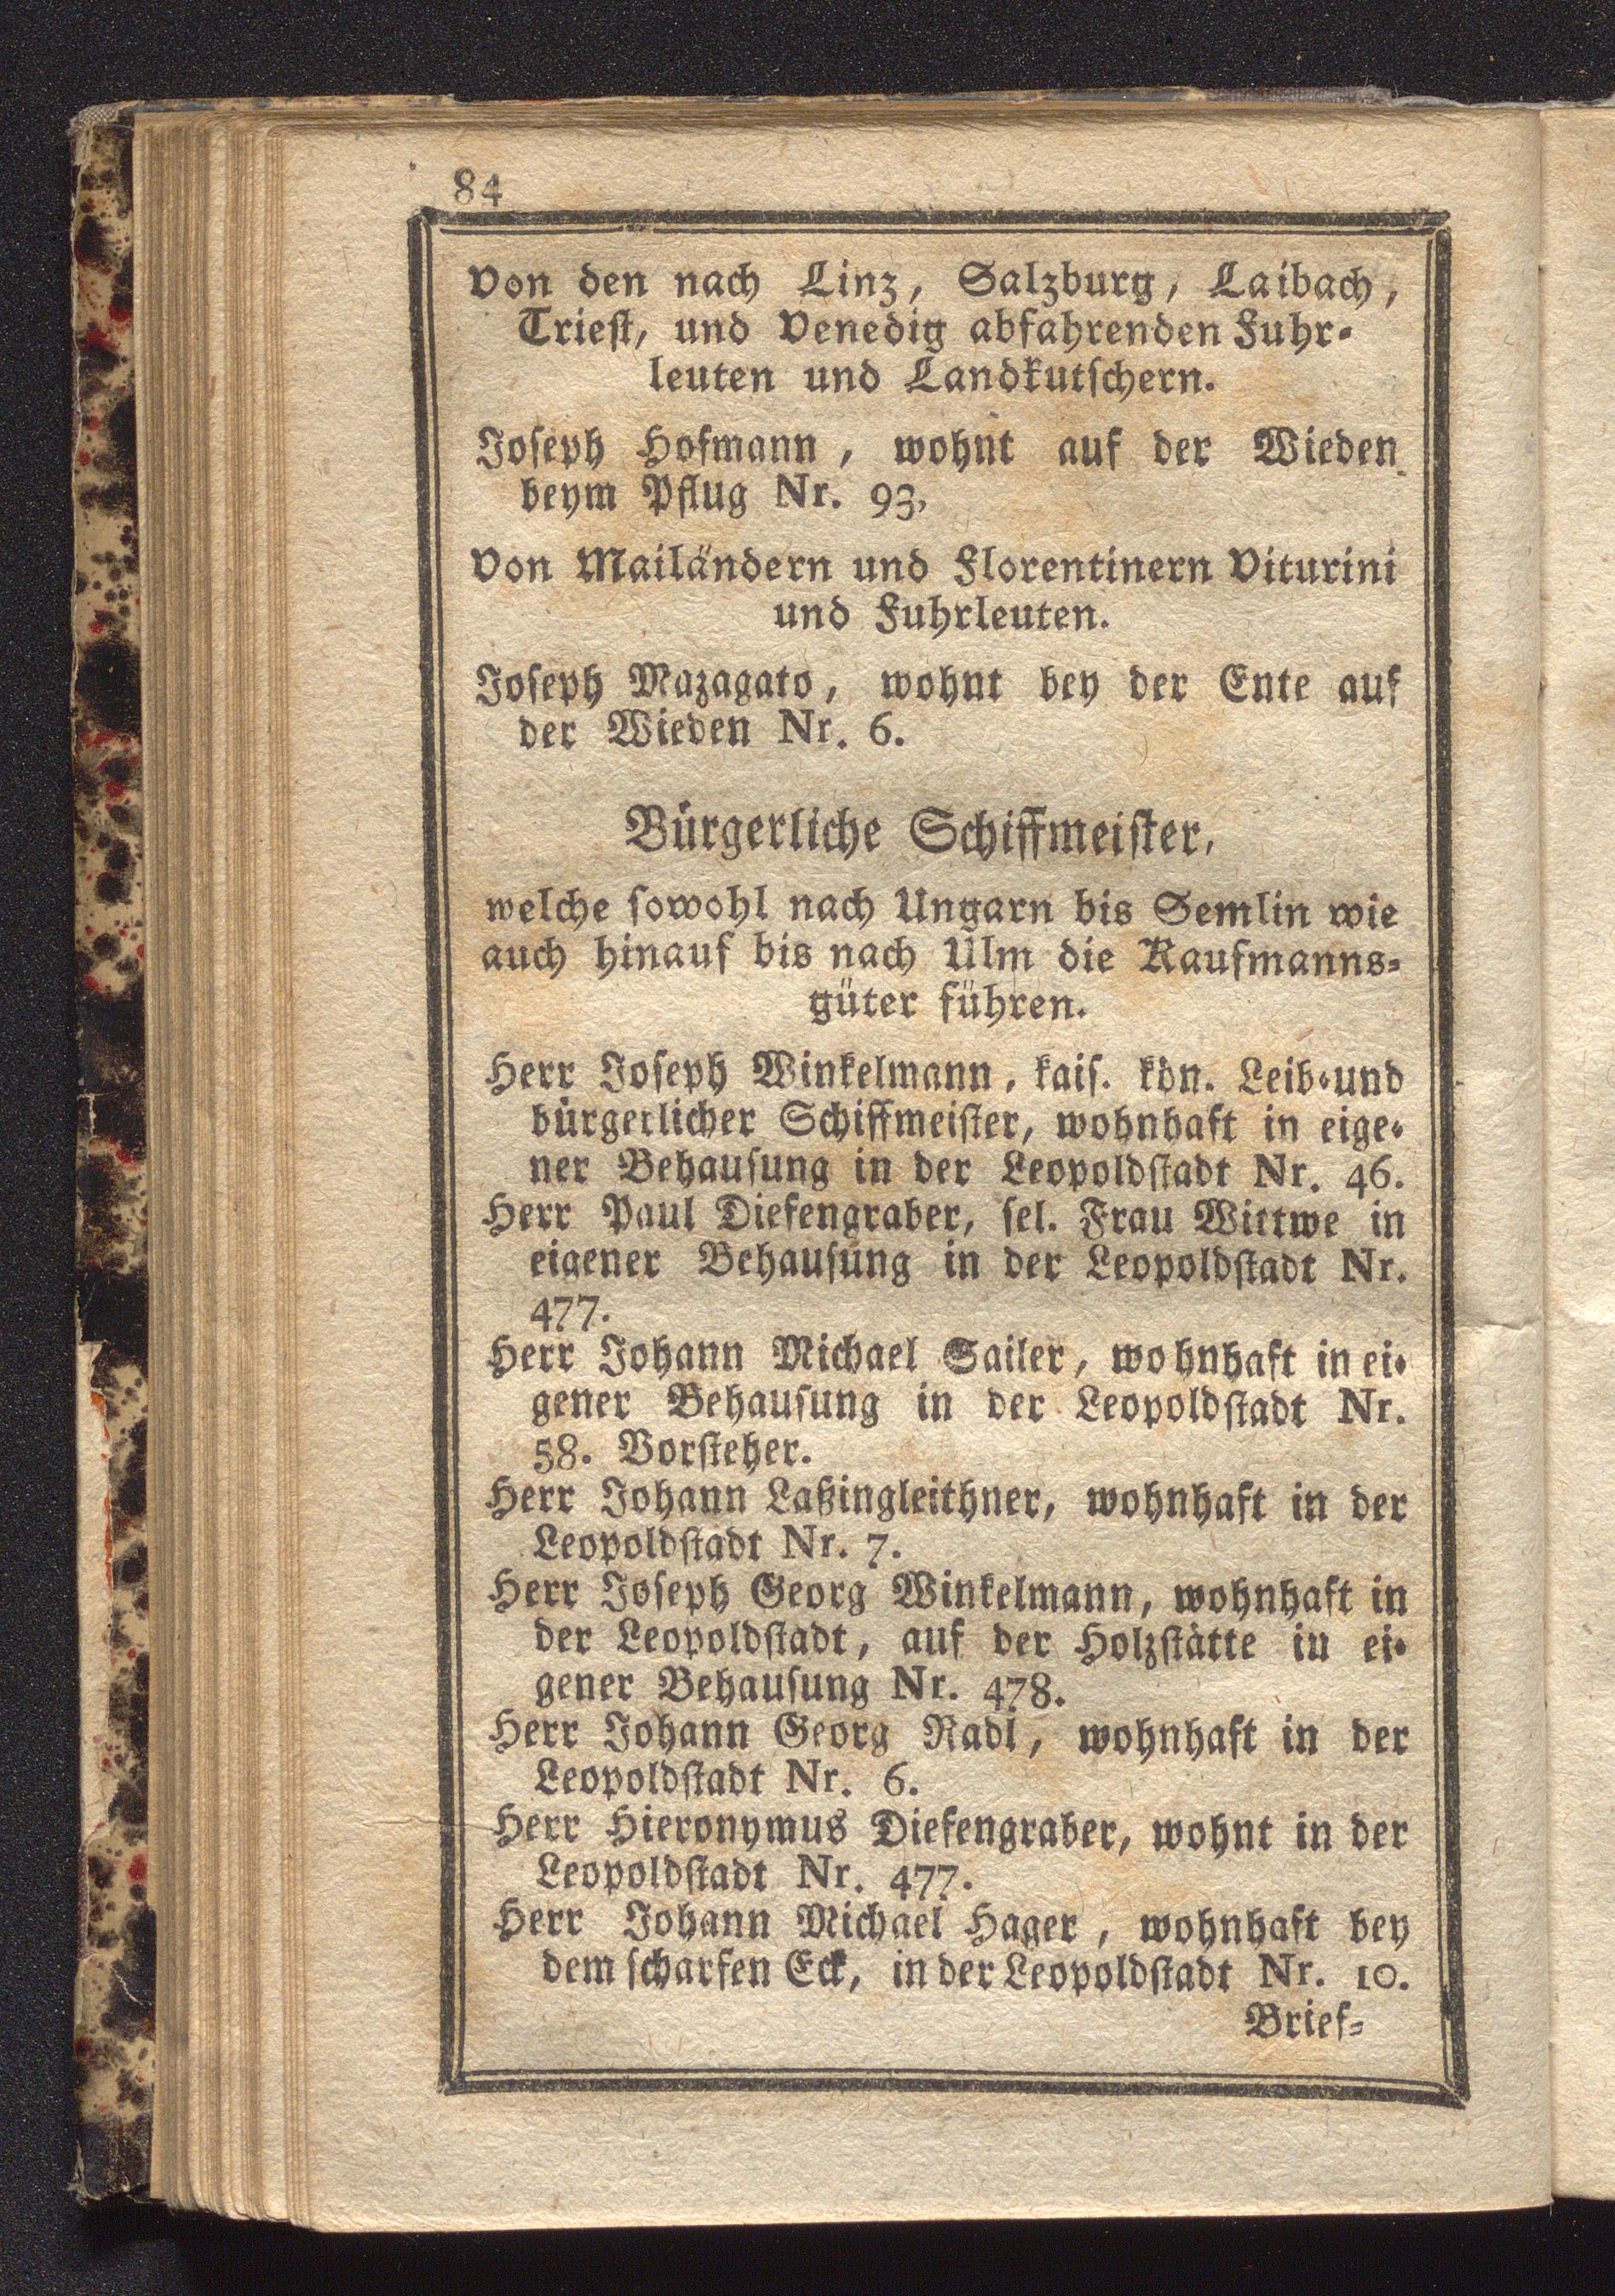 84
Von den nach Linz, Salzburg, Laibach,
Triest, und Venedig abfahrenden Fuhr-
leuten und Landkutschern.
Joseph Hofmann, wohnt auf der Wieden
beym Pflug Nr. 93,
Von Mailändern und Florentinern Viturini
und Fuhrleuten.
Joseph Mazagato, wohnt bey der Ente auf
der Wieden Nr. 6.
Bürgerliche Schiffmeister,
welche sowohl nach Ungarn bis Semlin wie
auch hinauf bis nach Ulm die Kaufmanns-
güter führen.
Herr Joseph Winkelmann, kais. kön. Leib-und
bürgerlicher Schiffmeister, wohnhaft in eige-
ner Behausung in der Leopoldstadt Nr. 46.
Herr Paul Diefengraber, sel. Frau Wittwe in
eigener Behausung in der Leopoldstadt Nr.
477.
Herr Johann Michael Sailer, wohnhaft in ei-
gener Behausung in der Leopoldstadt Nr.
58. Vorsteher.
Herr Johann Laßingleithner, wohnhaft in der
Leopoldstadt Nr. 7.
Herr Joseph Georg Winkelmann, wohnhaft in
der Leopoldstadt, auf der Holzstätte in ei-
gener Behausung Nr. 478.
Herr Johann Georg Radl, wohnhaft in der
Leopoldstadt Nr. 6.
Herr Hieronymus Diefengraber, wohnt in der
Leopoldstadt Nr. 477.
Herr Johann Michael Hager, wohnhaft bey
dem scharfen Eck, in der Leopoldstadt Nr. 10.
Brief-